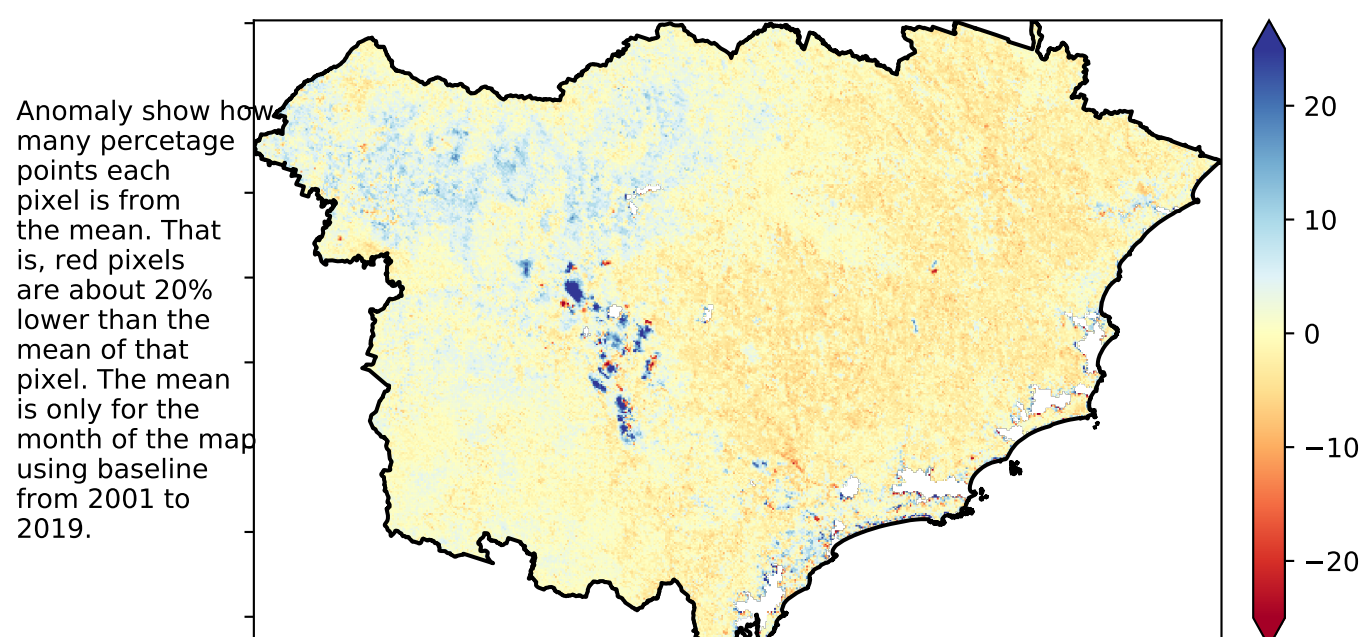 Anomaly show how
many percetage
points each
pixel is from
the mean. That
is, red pixels
are about 20%
lower than the
mean of that
pixel. The mean
is only for the
month of the map
using baseline
from 2001 to
2019.
20
10
0
−10
−20